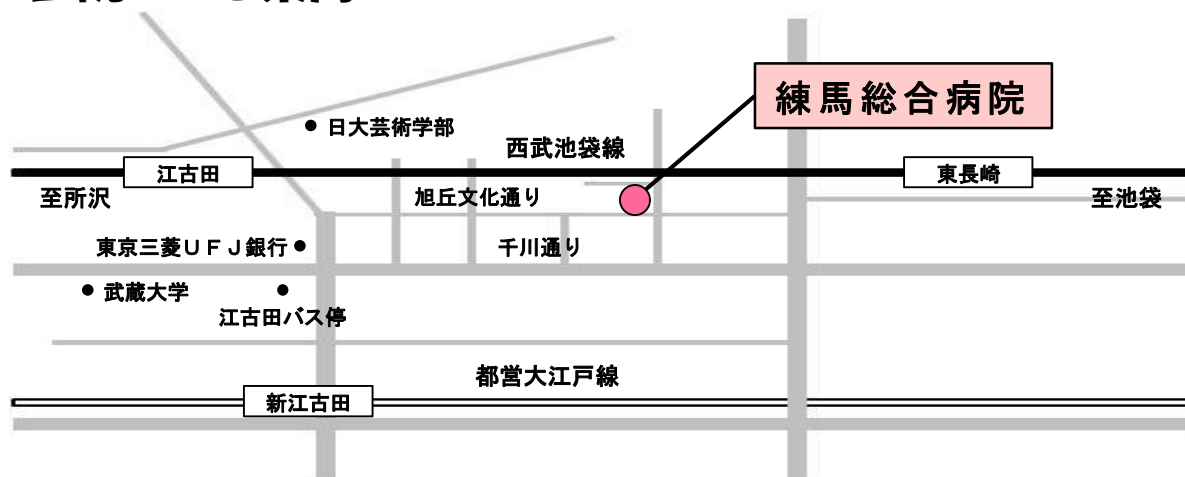 練馬総合病院
日大芸術学部
西武池袋線
江古田
東長崎
至所沢
旭丘文化通り
至池袋
東京三菱ＵＦＪ銀行
千川通り
武蔵大学
江古田バス停
都営大江戸線
新江古田